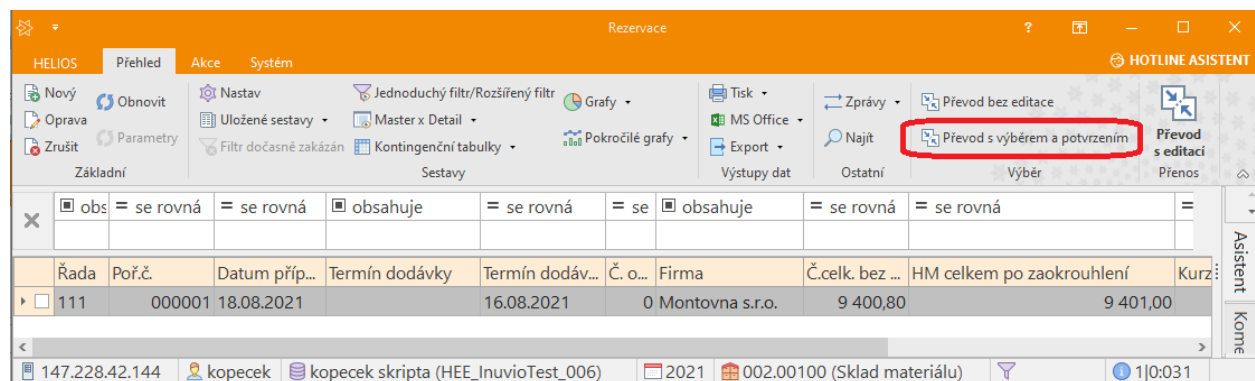 Rezervace
?
HELIOS Přehled Akce Systém HOTLINE ASISTENT
Nový Obnovit Nastav Jednoduchý filtr/Rozšířený filtr Grafy Tisk Zprávy Převod bez editace
Oprava Uložené sestavy Master x Detail MS Office
Zrušit Parametry Filtr dočasně zakázán Kontingenční tabulky Pokročilé grafy Export Najít Převod s výběrem a potvrzením Převod s editací
Základní Sestavy Výstupy dat Ostatní Výběr Přenos
obs = se rovná = se rovná obsahuje = se rovná = se obsahuje = se rovná = se rovná =
Řada Poř.č. Datum příp... Termín dodávky Termín dodáv... Č. o... Firma Č.celk. bez ... HM celkem po zaokrouhlení Kurz
111 000001 18.08.2021 16.08.2021 0 Montovna s.r.o. 9 400,80 9 401,00
Asistent
Kome
147.228.42.144 kopecek kopecek skripta (HEE_InuvioTest_006) 2021 002.00100 (Sklad materiálu) 1|0:031